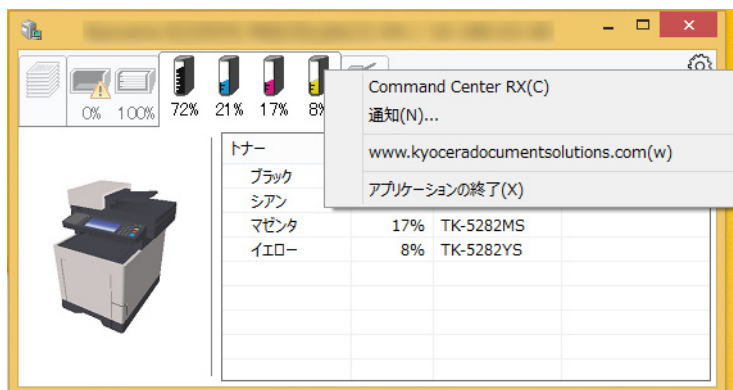 0% 100% 72% 21% 17% 8%
Command Center RX(C)
通知(N)...
www.kyoceradocumentsolutions.com(w)
アプリケーションの終了(X)
トナー
ブラック
シアン
マゼンタ 17% TK-5282MS
イエロー 8% TK-5282YS